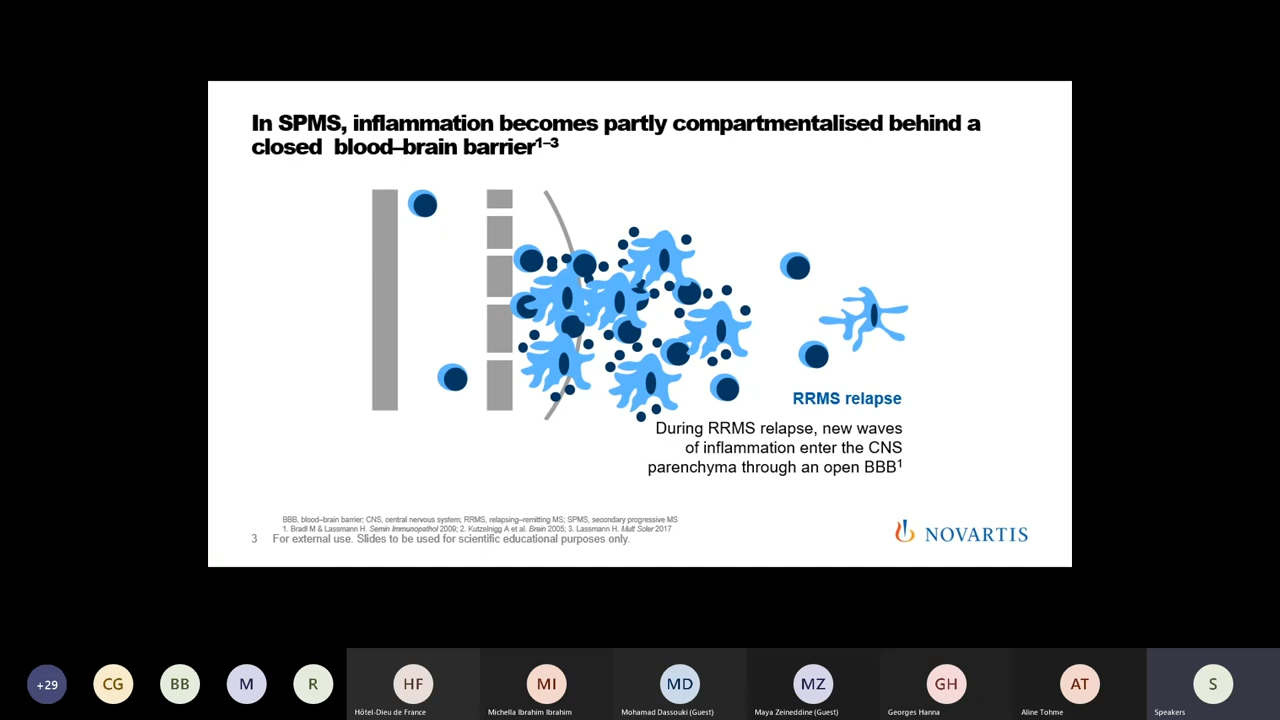 In SPMS, inflammation becomes partly compartmentalised behind a
closed blood–brain barrier1–3
RRMS relapse
During RRMS relapse, new waves
of inflammation enter the CNS
parenchyma through an open BBB1
BBB, blood–brain barrier; CNS, central nervous system; RRMS, relapsing–remitting MS; SPMS, secondary progressive MS
1. Bradl M & Lassmann H. Semin Immunopathol 2009; 2. Kutzelnigg A et al. Brain 2005; 3. Lassmann H. Mult Scler 2017
3 For external use. Slides to be used for scientific educational purposes only.
NOVARTIS
+29 CG BB M R HF MI MD MZ GH AT S
Hôtel-Dieu de France Michella Ibrahim Ibrahim Mohamad Dassouki (Guest) Maya Zeineddine (Guest) Georges Hanna Aline Tohme Speakers